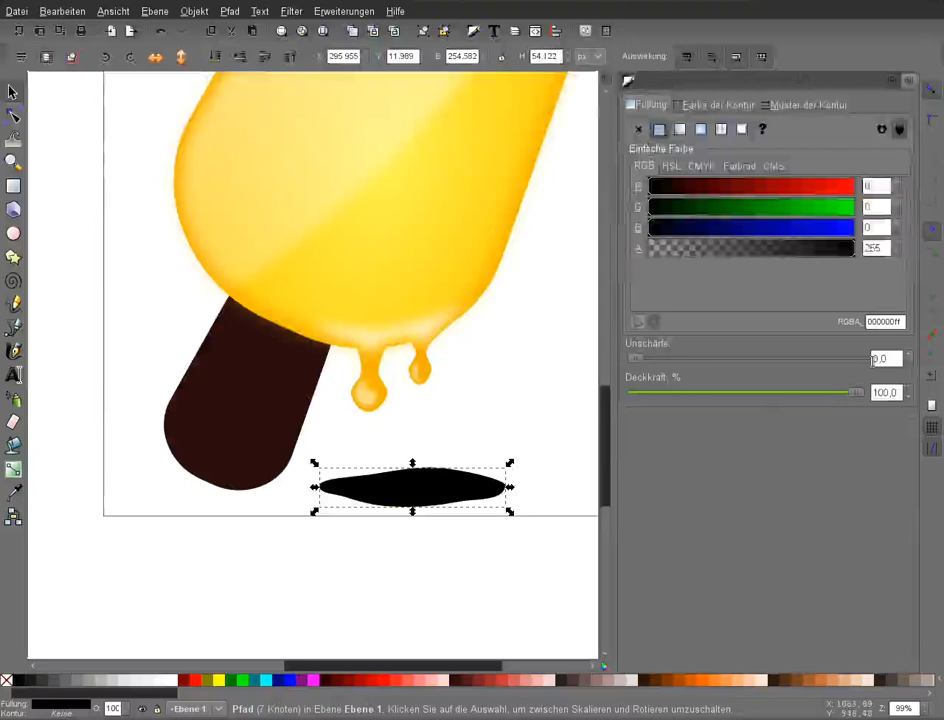 Datei Bearbeiten Ansicht Ebene Objekt Pfad Text Filter Erweiterungen Hilfe
X 295.955 Y 11.989 B 254,582 H 54.122 px Auswirkung:
Füllung Farbe der Kontur Muster der Kontur
Einfache Farbe
RGB HSL CMYK Farbrad CMS
R 0
G 0
B 0
A 255
RGBA: 000000ff
Unschärfe:
0,0
Deckkraft: %
100,0
Füllung:
Kontur: Keine
O: 100
Ebene 1
Pfad (7 Knoten) in Ebene Ebene 1. Klicken Sie auf die Auswahl, um zwischen Skalieren und Rotieren umzuschalten.
Z: 99%